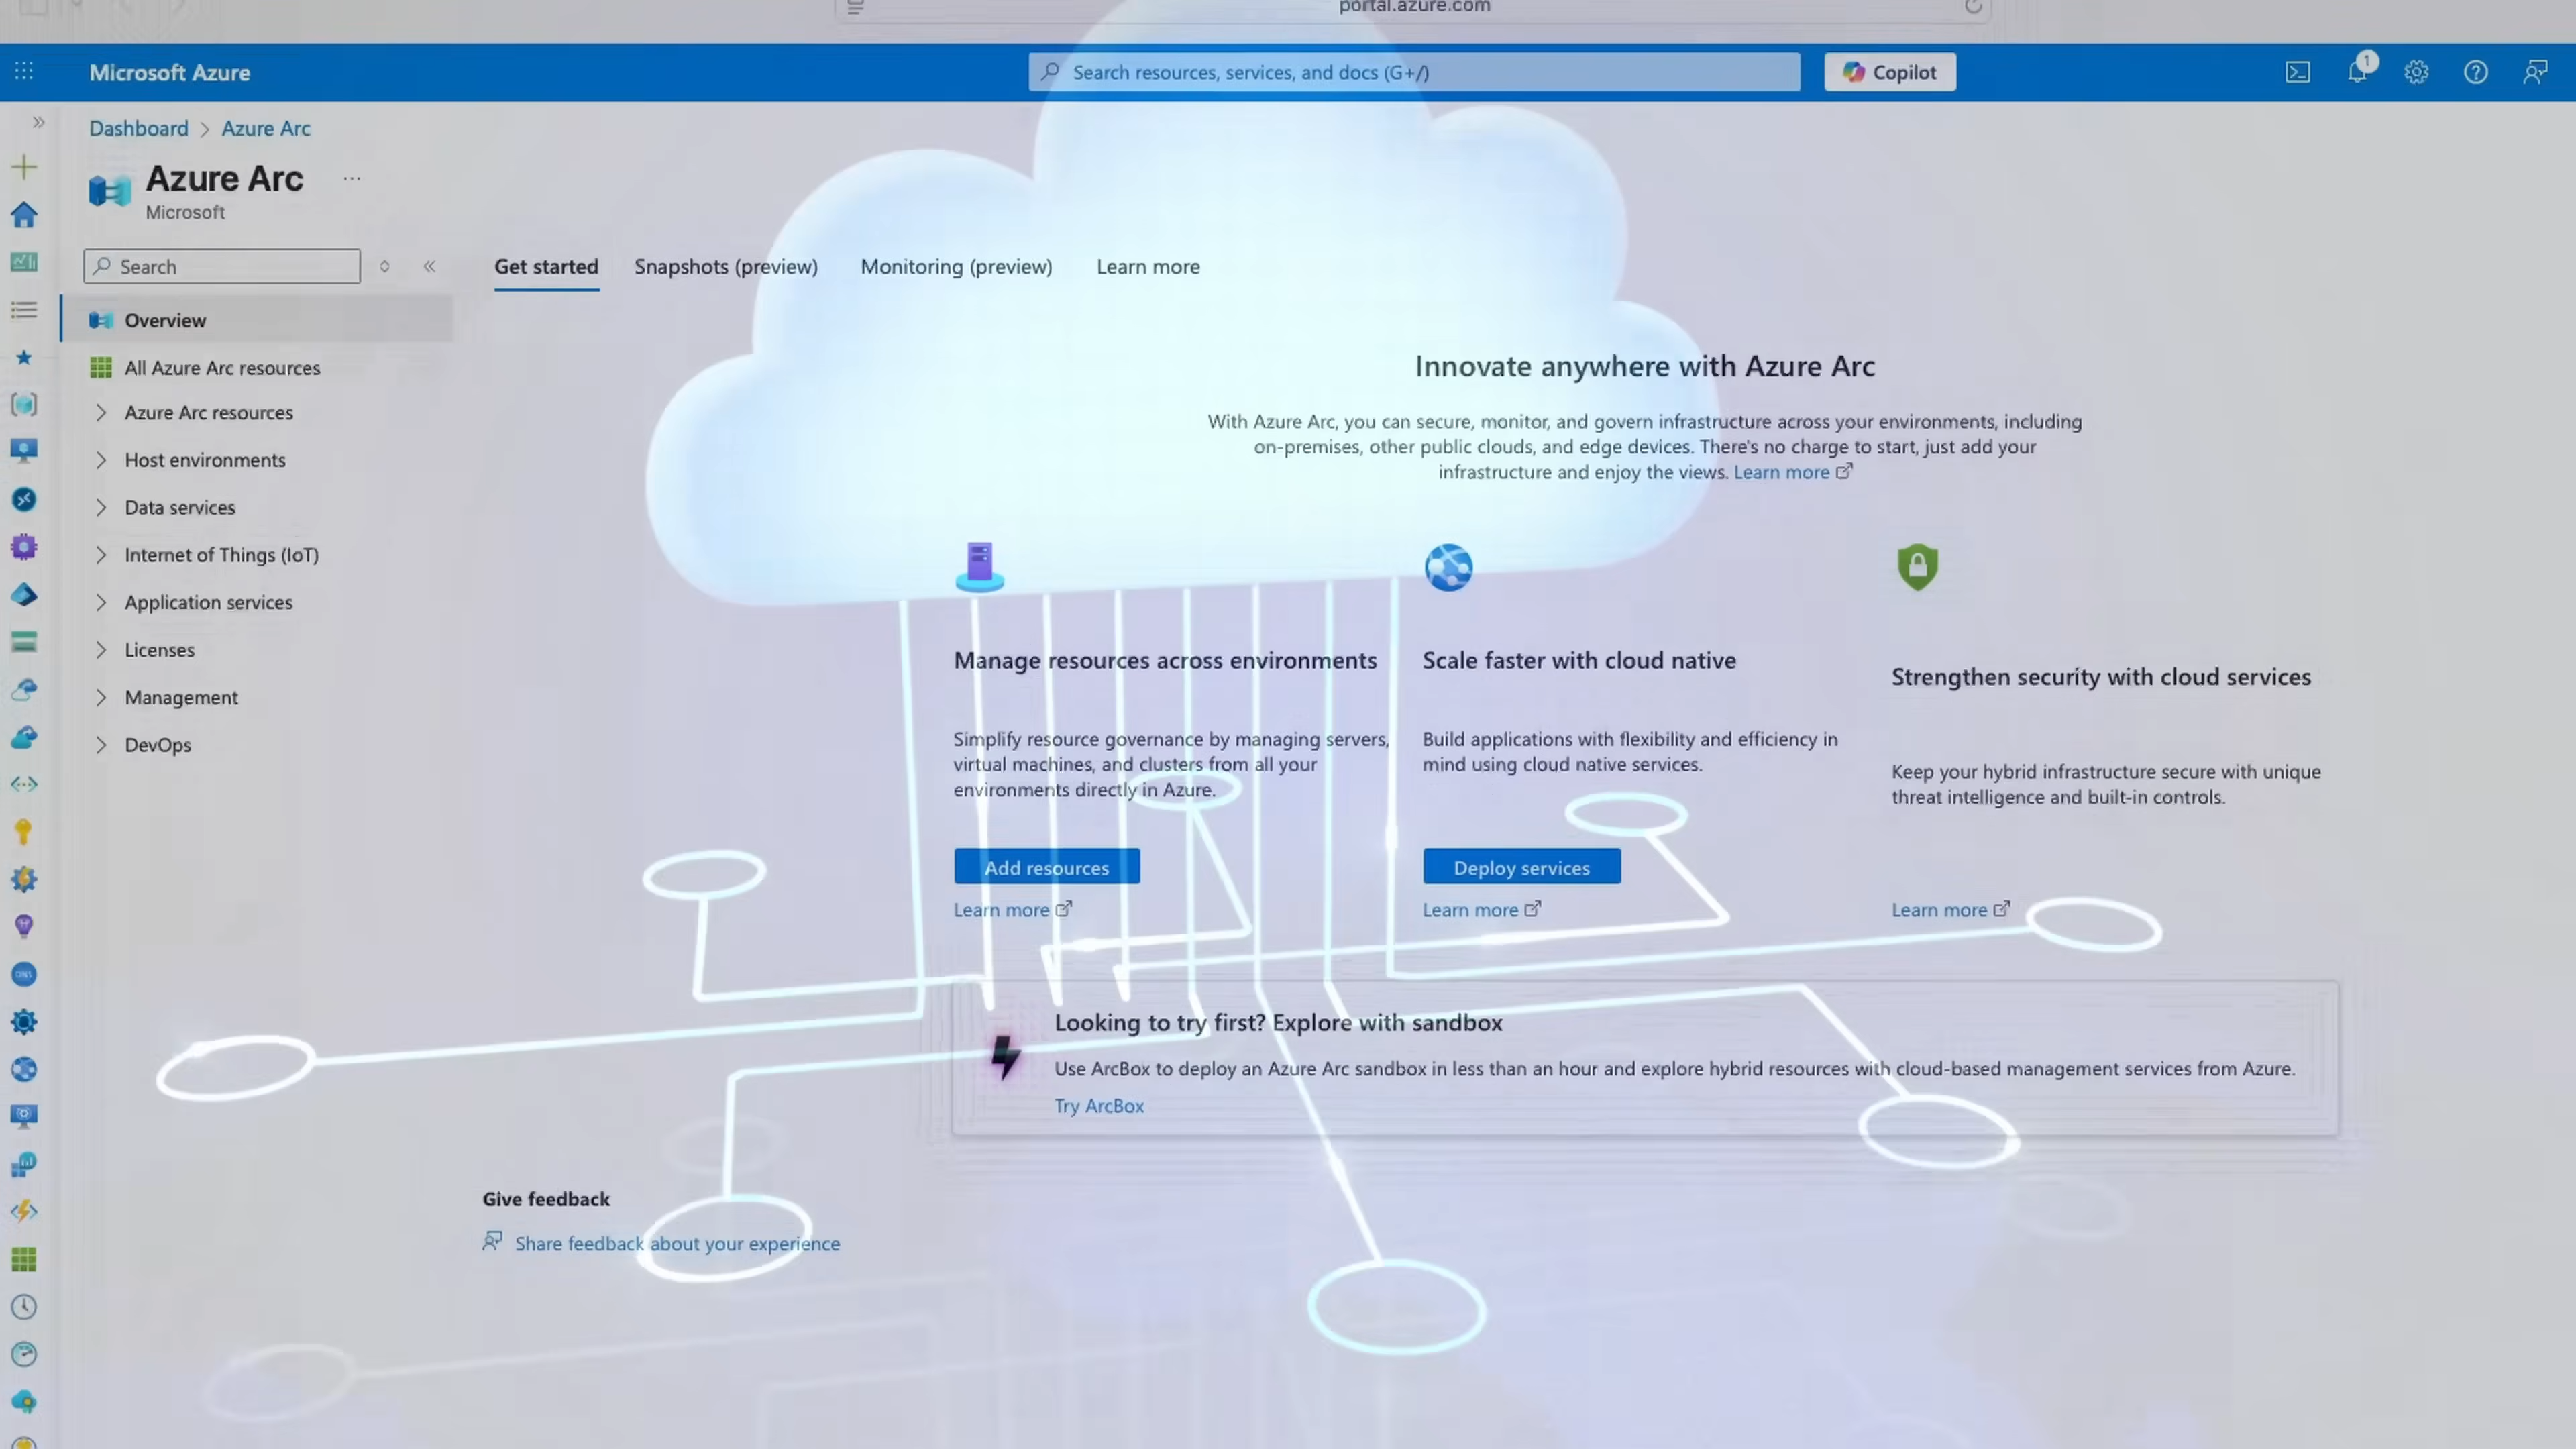 portal.azure.com
Microsoft Azure
Search resources, services, and docs (G+/)
Copilot
1
Dashboard > Azure Arc
Azure Arc
...
Microsoft
Search
Get started
Snapshots (preview)
Monitoring (preview)
Learn more
Overview
All Azure Arc resources
Azure Arc resources
Host environments
Data services
Internet of Things (IoT)
Application services
Licenses
Management
DevOps
DNS
Innovate anywhere with Azure Arc
With Azure Arc, you can secure, monitor, and govern infrastructure across your environments, including
on-premises, other public clouds, and edge devices. There's no charge to start, just add your
infrastructure and enjoy the views. Learn more
Manage resources across environments
Simplify resource governance by managing servers,
virtual machines, and clusters from all your
environments directly in Azure.
Add resources
Learn more
Scale faster with cloud native
Build applications with flexibility and efficiency in
mind using cloud native services.
Deploy services
Learn more
Strengthen security with cloud services
Keep your hybrid infrastructure secure with unique
threat intelligence and built-in controls.
Learn more
Looking to try first? Explore with sandbox
Use ArcBox to deploy an Azure Arc sandbox in less than an hour and explore hybrid resources with cloud-based management services from Azure.
Try ArcBox
Give feedback
Share feedback about your experience